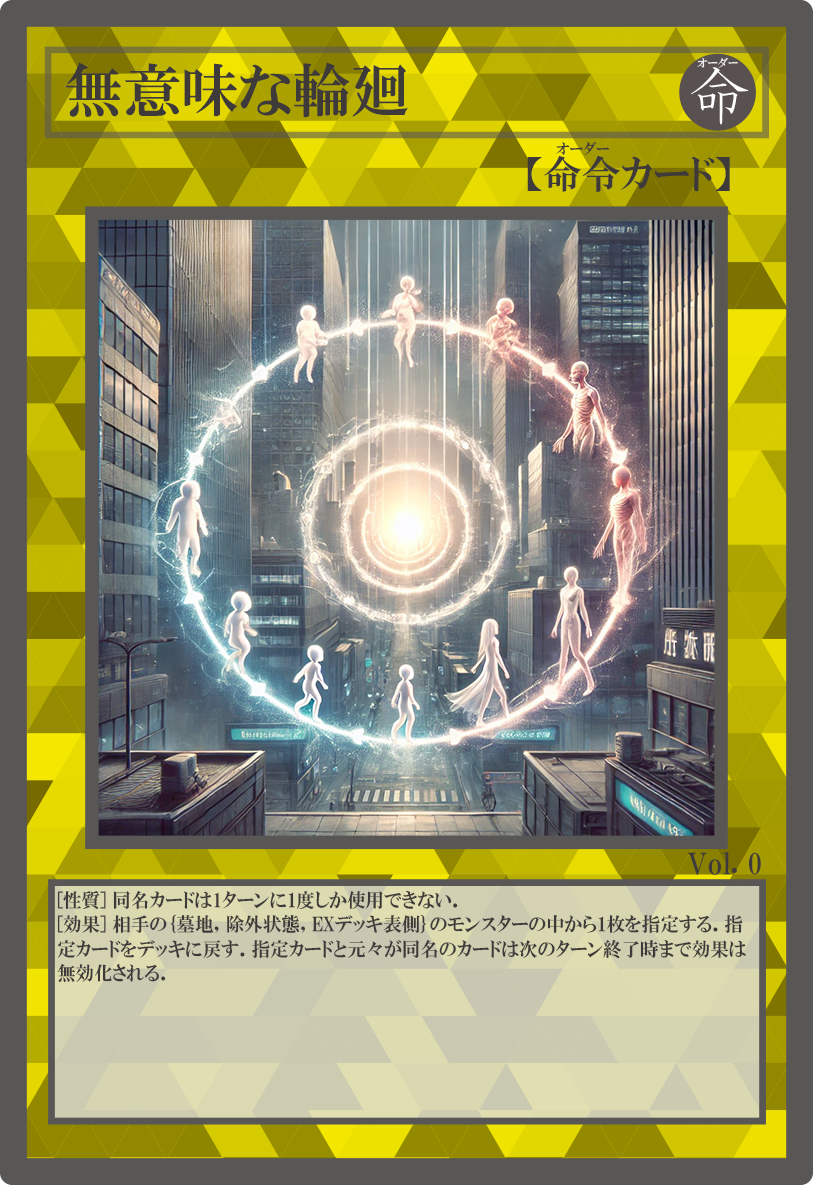 無意味な輪廻
オーダー
命
オーダー
【命令カード】
Vol. 0
[性質] 同名カードは1ターンに1度しか使用できない.
[効果] 相手の{墓地, 除外状態, EXデッキ表側}のモンスターの中から1枚を指定する. 指
定カードをデッキに戻す. 指定カードと元々が同名のカードは次のターン終了時まで効果は
無効化される.